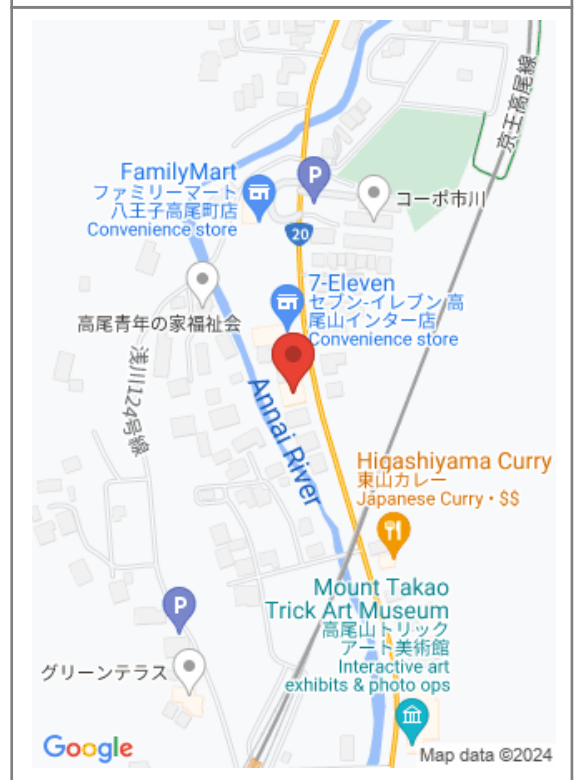 京王高尾線
FamilyMart
ファミリーマート
八王子高尾町店
Convenience store
P
コーポ市川
20
7-Eleven
セブン-イレブン 高
尾山インター店
Convenience store
高尾青年の家福祉会
浅川124号線
Annai River
Higashiyama Curry
東山カレー
Japanese Curry • $$
Mount Takao
Trick Art Museum
高尾山トリック
アート美術館
Interactive art
exhibits & photo ops
P
グリーンテラス
Google
Map data ©2024